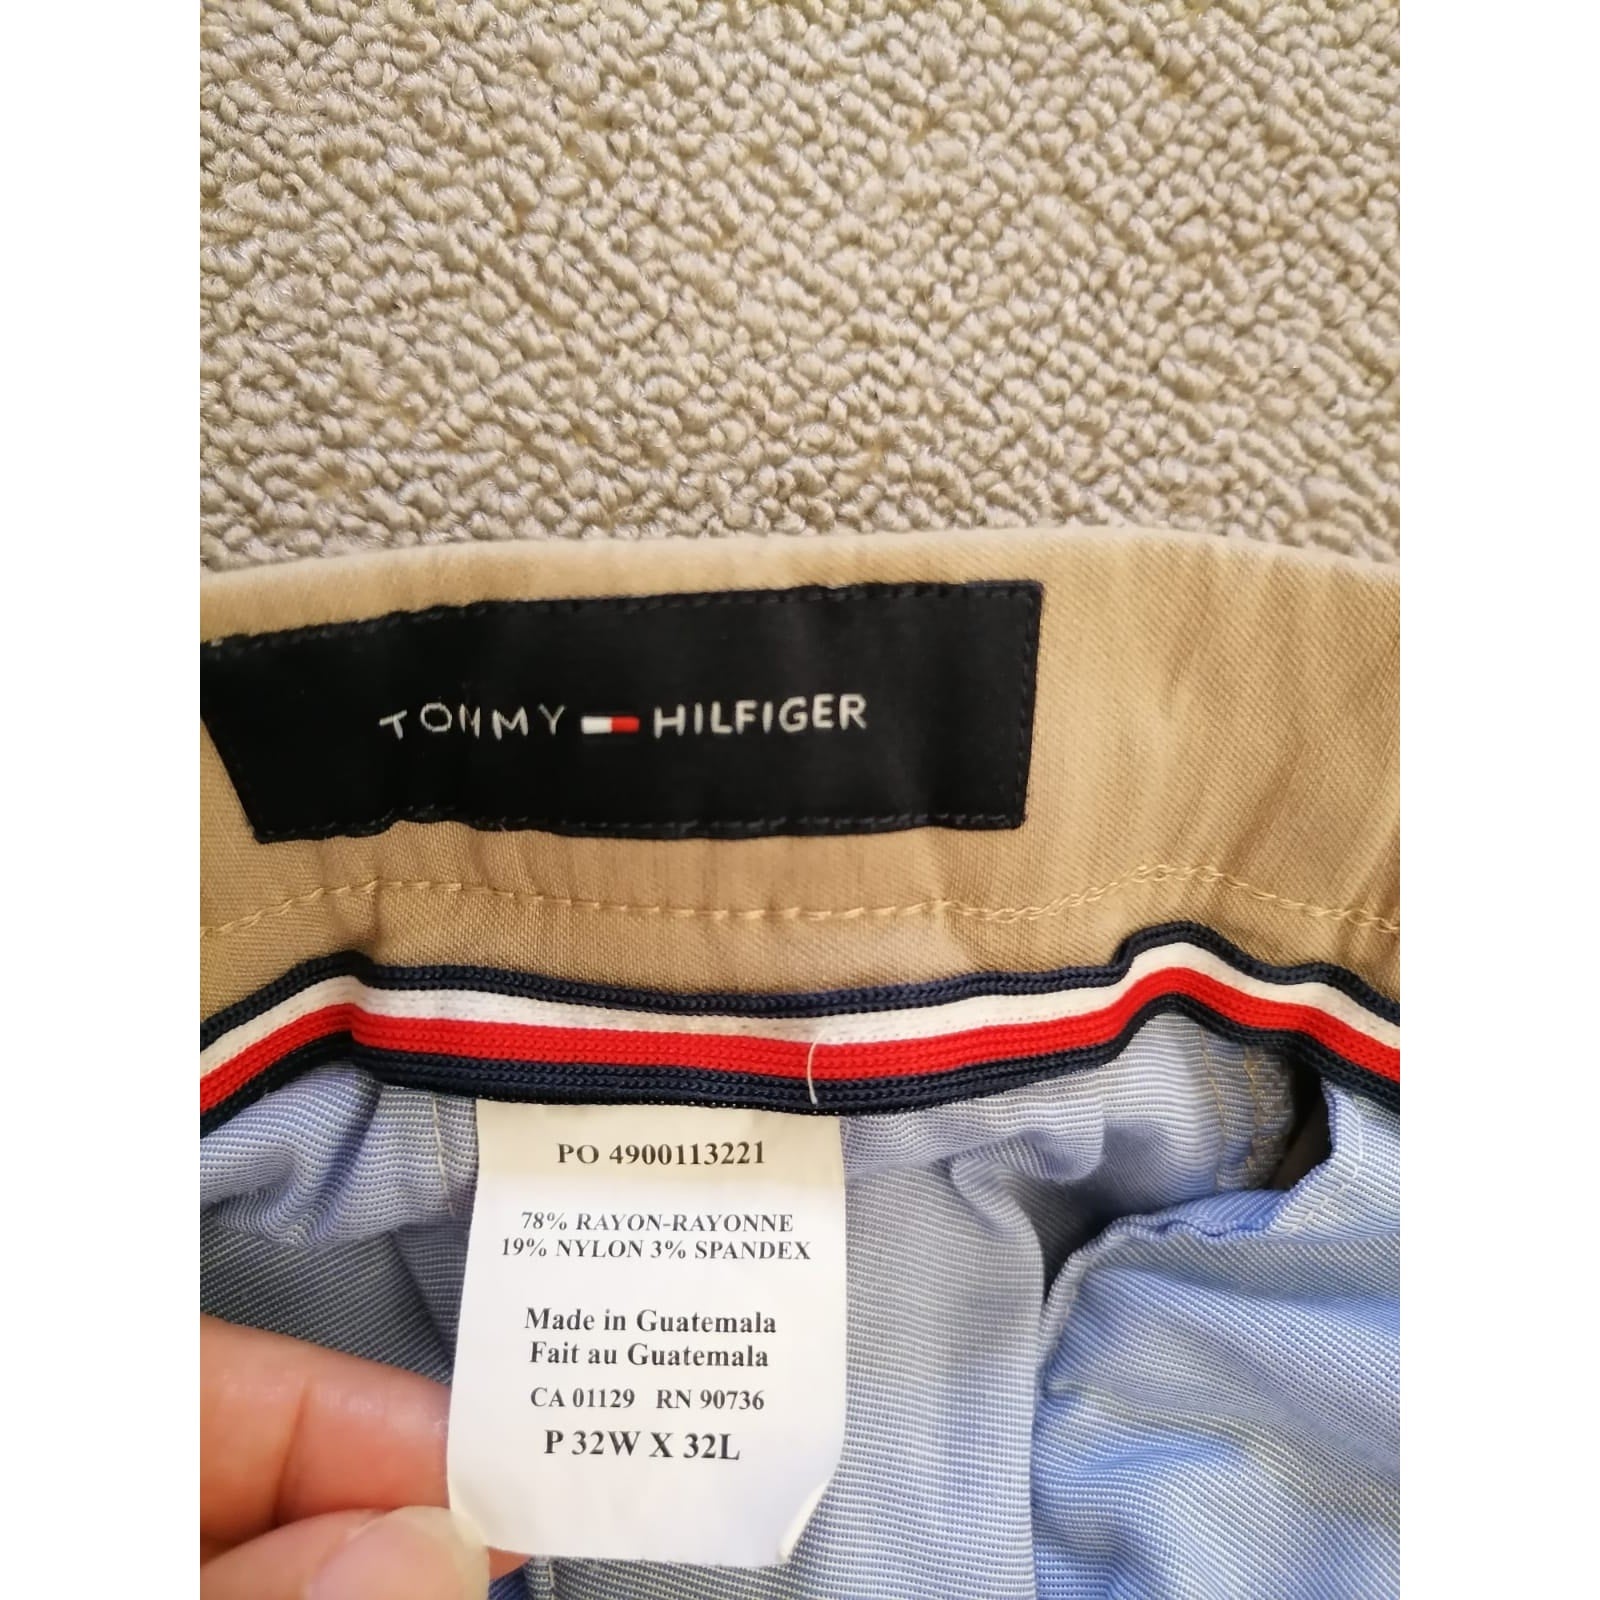 TOMMY HILFIGER
PO 4900113221
78% RAYON-RAYONNE
19% NYLON 3% SPANDEX
Made in Guatemala
Fait au Guatemala
CA 01129 RN 90736
P 32W X 32L